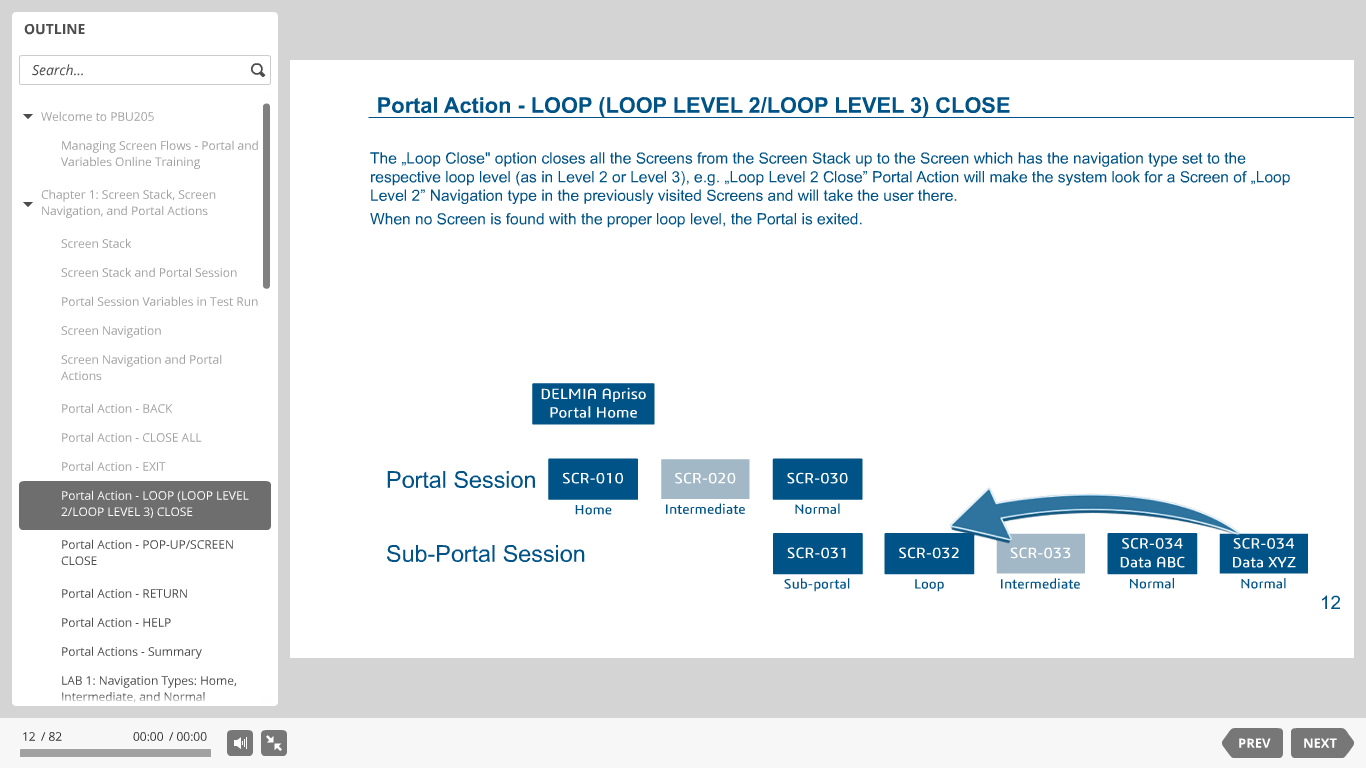 OUTLINE
Search...
Welcome to PBU205
Managing Screen Flows - Portal and
Variables Online Training
Chapter 1: Screen Stack, Screen
Navigation, and Portal Actions
Screen Stack
Screen Stack and Portal Session
Portal Session Variables in Test Run
Screen Navigation
Screen Navigation and Portal
Actions
Portal Action - BACK
Portal Action - CLOSE ALL
Portal Action - EXIT
Portal Action - LOOP (LOOP LEVEL
2/LOOP LEVEL 3) CLOSE
Portal Action - POP-UP/SCREEN
CLOSE
Portal Action - RETURN
Portal Action - HELP
Portal Actions - Summary
LAB 1: Navigation Types: Home,
Intermediate, and Normal
Portal Action - LOOP (LOOP LEVEL 2/LOOP LEVEL 3) CLOSE
The „Loop Close" option closes all the Screens from the Screen Stack up to the Screen which has the navigation type set to the
respective loop level (as in Level 2 or Level 3), e.g. „Loop Level 2 Close” Portal Action will make the system look for a Screen of „Loop
Level 2” Navigation type in the previously visited Screens and will take the user there.
When no Screen is found with the proper loop level, the Portal is exited.
DELMIA Apriso
Portal Home
Portal Session
SCR-010
SCR-020
SCR-030
Home
Intermediate
Normal
Sub-Portal Session
SCR-031
SCR-032
SCR-033
SCR-034
Data ABC
SCR-034
Data XYZ
Sub-portal
Loop
Intermediate
Normal
Normal
12
12 / 82
00:00 / 00:00
PREV
NEXT